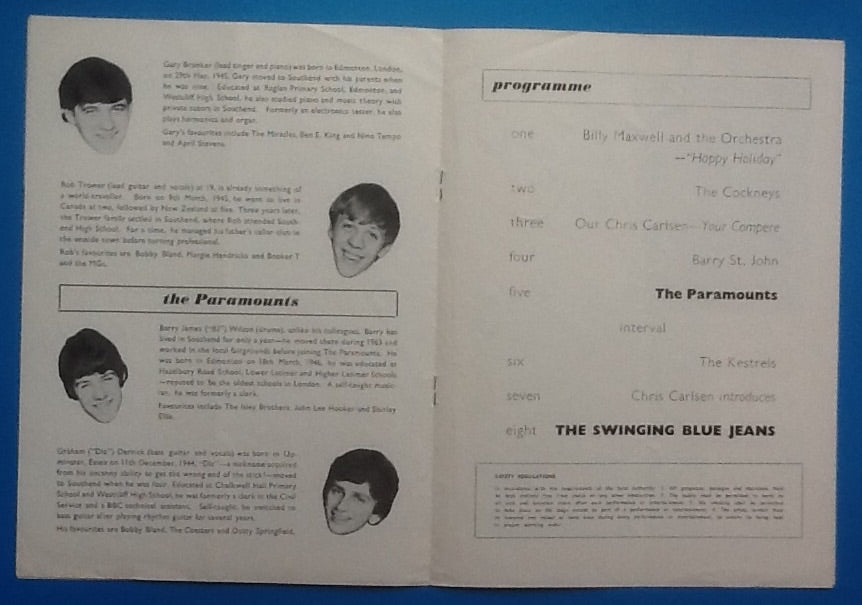 Gary Brooker (lead singer and piano) was born in Edmonton, London,
on 29th May, 1945. Gary moved to Southend with his parents when
he was nine. Educated at Raglan Primary School, Edmonton, and
Westcliff High School, he also studied piano and music theory with
private tutors in Southend. Formerly an electronics tester, he also
plays harmonica and organ.
Gary's favourites include The Miracles, Ben E. King and Nino Tempo
and April Stevens.
Rob Trower (lead guitar and vocals) at 19, is already something of
a world-traveller. Born on 9th March, 1945, he went to live in
Canada at two, followed by New Zealand at five. Three years later,
the Trower family settled in Southend, where Rob attended South-
end High School. For a time, he managed his father's cellar club in
the seaside town before turning professional.
Rob's favourites are Bobby Bland, Margie Hendricks and Booker T
and the MGs.
the Paramounts
Barry James ("BJ") Wilson (drums), unlike his colleagues, Barry has
lived in Southend for only a year—he moved there during 1963 and
worked in the local fairgrounds before joining The Paramounts. He
was born in Edmonton on 18th March, 1946, he was educated at
Hazelbury Road School, Lower Latimer and Higher Latimer Schools
—reputed to be the oldest schools in London. A self-taught music-
ian, he was formerly a clerk.
Favourites include The Isley Brothers, John Lee Hooker and Shirley
Ellis.
Graham ("Diz") Derrick (bass guitar and vocals) was born in Up-
minster, Essex on 11th December, 1944. "Diz"—a nickname acquired
from his uncanny ability to get the wrong end of the stick!—moved
to Southend when he was four. Educated at Chalkwell Hall Primary
School and Westcliff High School, he was formerly a clerk in the Civil
Service and a BBC technical assistant. Self-taught, he switched to
bass guitar after playing rhythm guitar for several years.
His favourites are Bobby Bland, The Coasters and Dusty Springfield.
programme
one Billy Maxwell and the Orchestra
—"Happy Holiday"
two The Cockneys
three Our Chris Carlsen—Your Compere
four Barry St. John
five The Paramounts
interval
six The Kestrels
seven Chris Carlsen introduces
eight THE SWINGING BLUE JEANS
SAFETY REGULATIONS